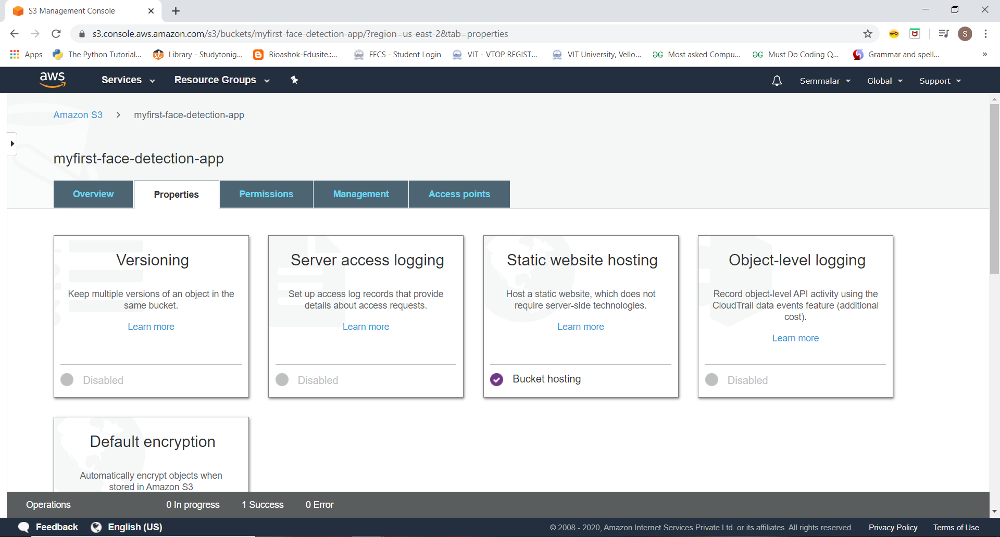 S3 Management Console
s3.console.aws.amazon.com/s3/buckets/myfirst-face-detection-app/?region=us-east-2&tab=properties
S
Apps The Python Tutorial... Library - Studytonig... Bioashok-Edusite:... FFCS - Student Login VIT - VTOP REGIST... VIT University, Vello... Most asked Compu... Must Do Coding Q... Grammar and spell... »
aws Services Resource Groups Semmalar Global Support
Amazon S3 > myfirst-face-detection-app
myfirst-face-detection-app
Overview Properties Permissions Management Access points
Versioning
Keep multiple versions of an object in the
same bucket.
Learn more
Disabled
Server access logging
Set up access log records that provide
details about access requests.
Learn more
Disabled
Static website hosting
Host a static website, which does not
require server-side technologies.
Learn more
Bucket hosting
Object-level logging
Record object-level API activity using the
CloudTrail data events feature (additional
cost).
Learn more
Disabled
Default encryption
Automatically encrypt objects when
stored in Amazon S3
Operations 0 In progress 1 Success 0 Error
Feedback English (US) © 2008 - 2020, Amazon Internet Services Private Ltd. or its affiliates. All rights reserved. Privacy Policy Terms of Use